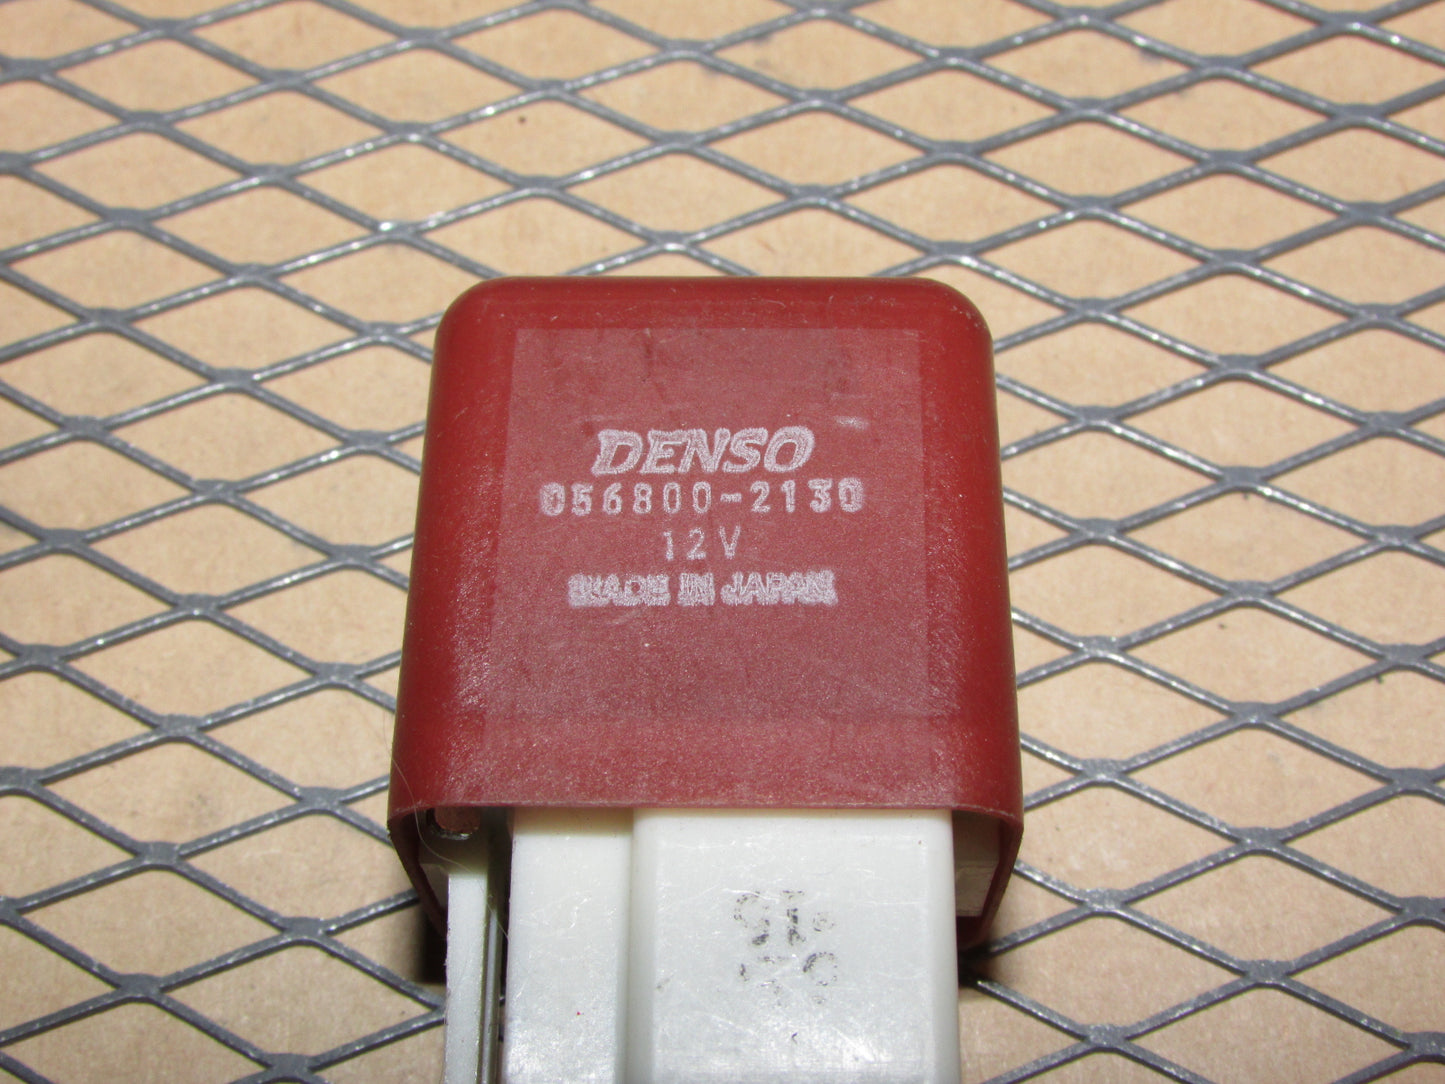 DENSO
056800-2130
12V
MADE IN JAPAN